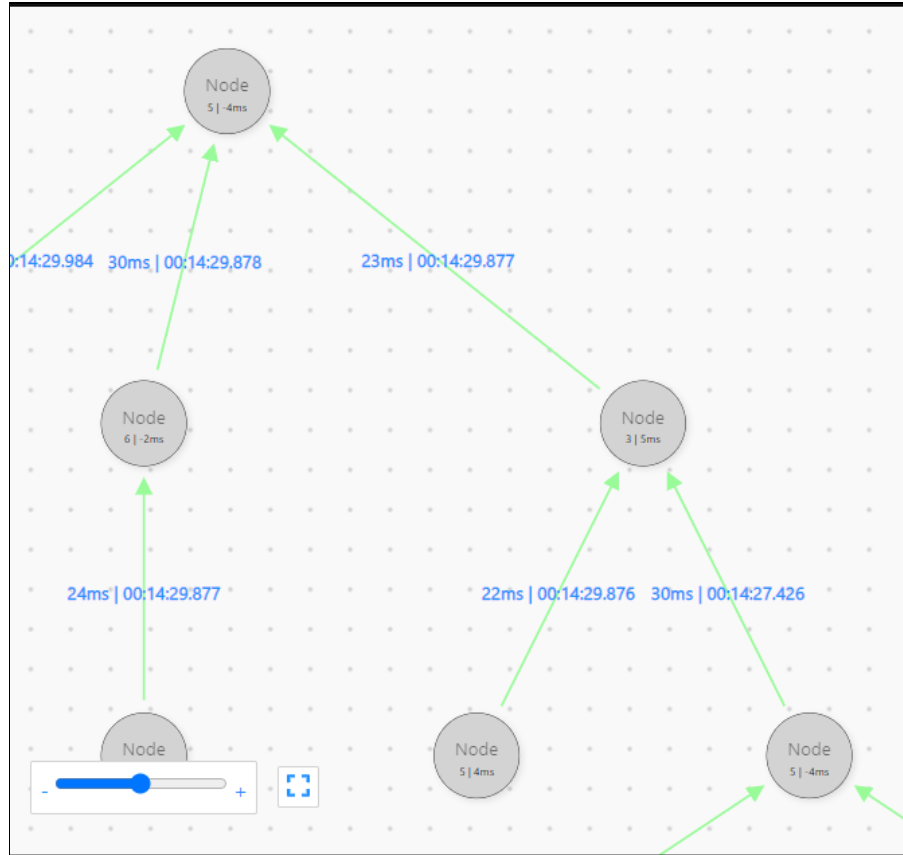 Node
5 | -4ms
:14:29.984
30ms | 00:14:29.878
23ms | 00:14:29.877
Node
6 | -2ms
Node
3 | 5ms
24ms | 00:14:29.877
22ms | 00:14:29.876
30ms | 00:14:27.426
Node
Node
5 | 4ms
Node
5 | -4ms
- +